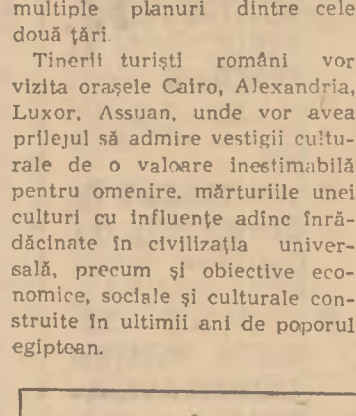 multiple planuri dintre cele
două țări.
Tinerii turiști români vor
vizita orașele Cairo, Alexandria,
Luxor, Assuan, unde vor avea
prilejul să admire vestigii cultu-
rale de o valoare inestimabilă
pentru omenire, mărturiile unei
culturi cu influențe adînc înră-
dăcinate în civilizația univer-
sală, precum și obiective eco-
nomice, sociale și culturale con-
struite în ultimii ani de poporul
egiptean.